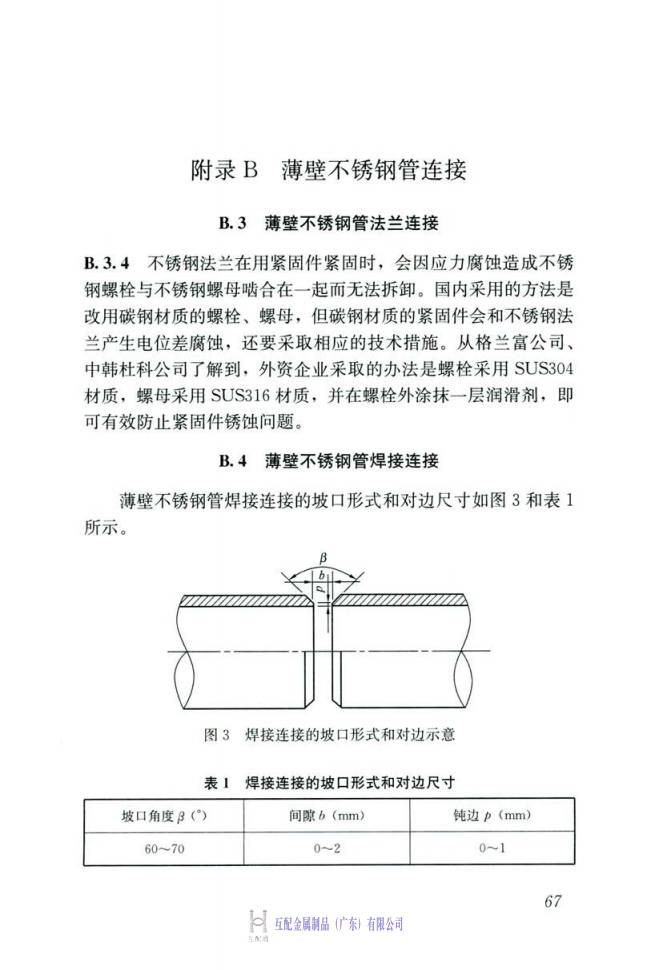 附录 B 薄壁不锈钢管连接
B. 3 薄壁不锈钢管法兰连接
B. 3. 4 不锈钢法兰在用紧固件紧固时，会因应力腐蚀造成不锈
钢螺栓与不锈钢螺母啮合在一起而无法拆卸。国内采用的方法是
改用碳钢材质的螺栓、螺母，但碳钢材质的紧固件会和不锈钢法
兰产生电位差腐蚀，还要采取相应的技术措施。从格兰富公司、
中韩杜科公司了解到，外资企业采取的办法是螺栓采用 SUS304
材质，螺母采用 SUS316 材质，并在螺栓外涂抹一层润滑剂，即
可有效防止紧固件锈蚀问题。
B. 4 薄壁不锈钢管焊接连接
薄壁不锈钢管焊接连接的坡口形式和对边尺寸如图 3 和表 1
所示。
β
b
p
图 3 焊接连接的坡口形式和对边示意
表 1 焊接连接的坡口形式和对边尺寸
坡口角度 β (°) 间隙 b (mm) 钝边 p (mm)
60～70 0～2 0～1
67
互配金属制品（广东）有限公司